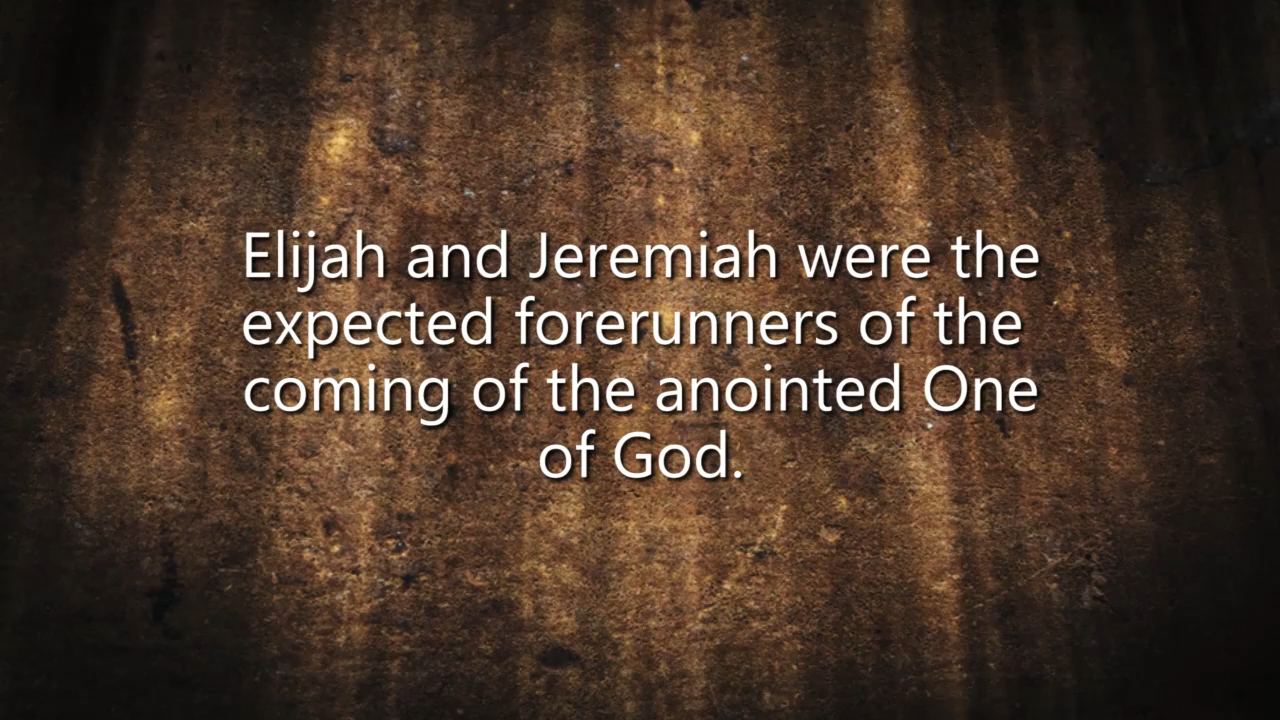 Elijah and Jeremiah were the
expected forerunners of the
coming of the anointed One
of God.